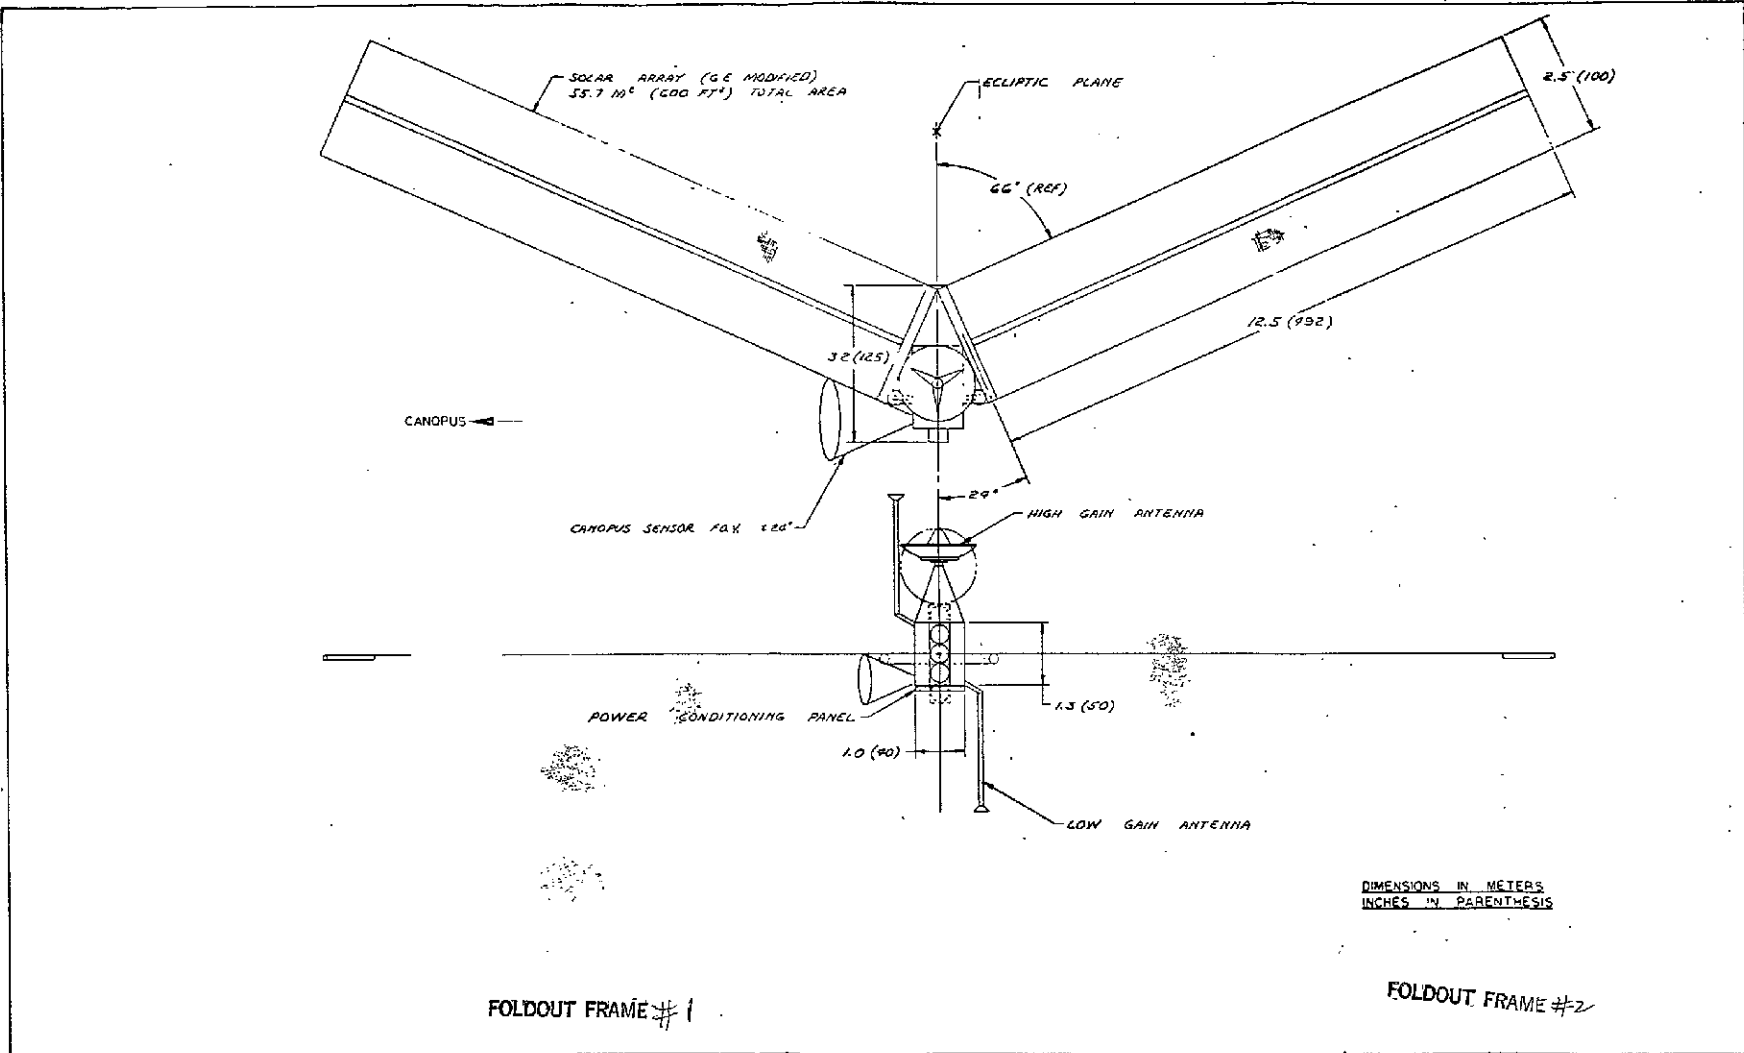 SOLAR ARRAY (GE MODIFIED)
55.7 M² (600 FT²) TOTAL AREA
ECLIPTIC PLANE
2.5 (100)
66° (REF)
12.5 (492)
3.2 (125)
CANOPUS
24°
CANOPUS SENSOR F.O.V.
HIGH GAIN ANTENNA
POWER CONDITIONING PANEL
1.3 (50)
1.0 (40)
LOW GAIN ANTENNA
DIMENSIONS IN METERS
INCHES IN PARENTHESIS
FOLDOUT FRAME #1
FOLDOUT FRAME #2